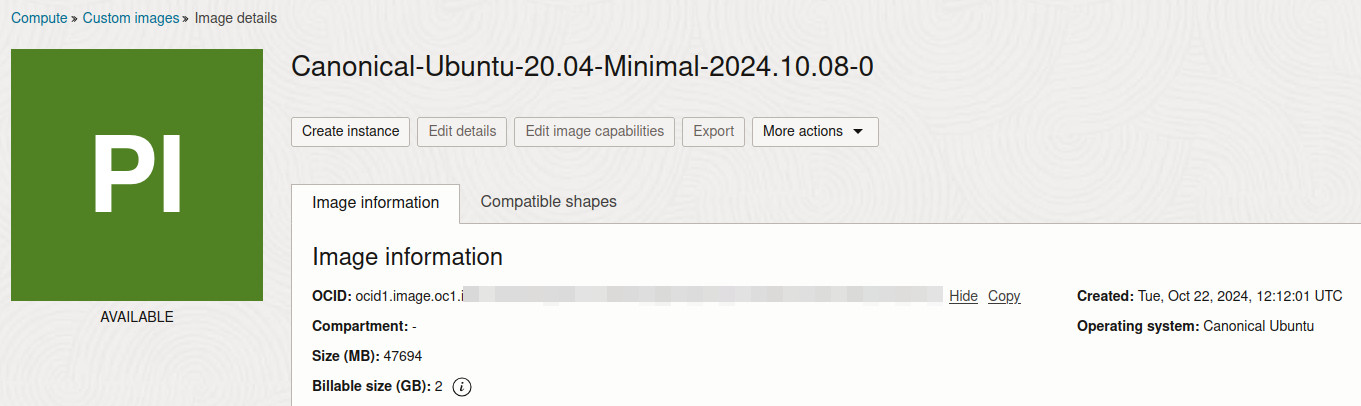 Compute » Custom images » Image details
PI
AVAILABLE
Canonical-Ubuntu-20.04-Minimal-2024.10.08-0
Create instance Edit details Edit image capabilities Export More actions
Image information Compatible shapes
Image information
OCID: ocid1.image.oc1.i Hide Copy
Compartment: -
Size (MB): 47694
Billable size (GB): 2 i
Created: Tue, Oct 22, 2024, 12:12:01 UTC
Operating system: Canonical Ubuntu